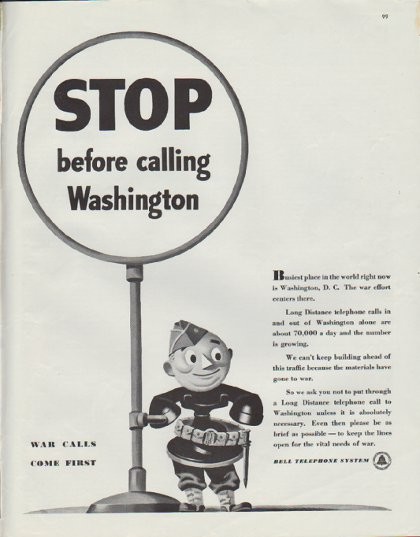 99
STOP
before calling
Washington
Busiest place in the world right now
is Washington, D. C. The war effort
centers there.
Long Distance telephone calls in
and out of Washington alone are
about 70,000 a day and the number
is growing.
We can't keep building ahead of
this traffic because the materials have
gone to war.
So we ask you not to put through
a Long Distance telephone call to
Washington unless it is absolutely
necessary. Even then please be as
brief as possible — to keep the lines
open for the vital needs of war.
WAR CALLS
COME FIRST
BELL TELEPHONE SYSTEM